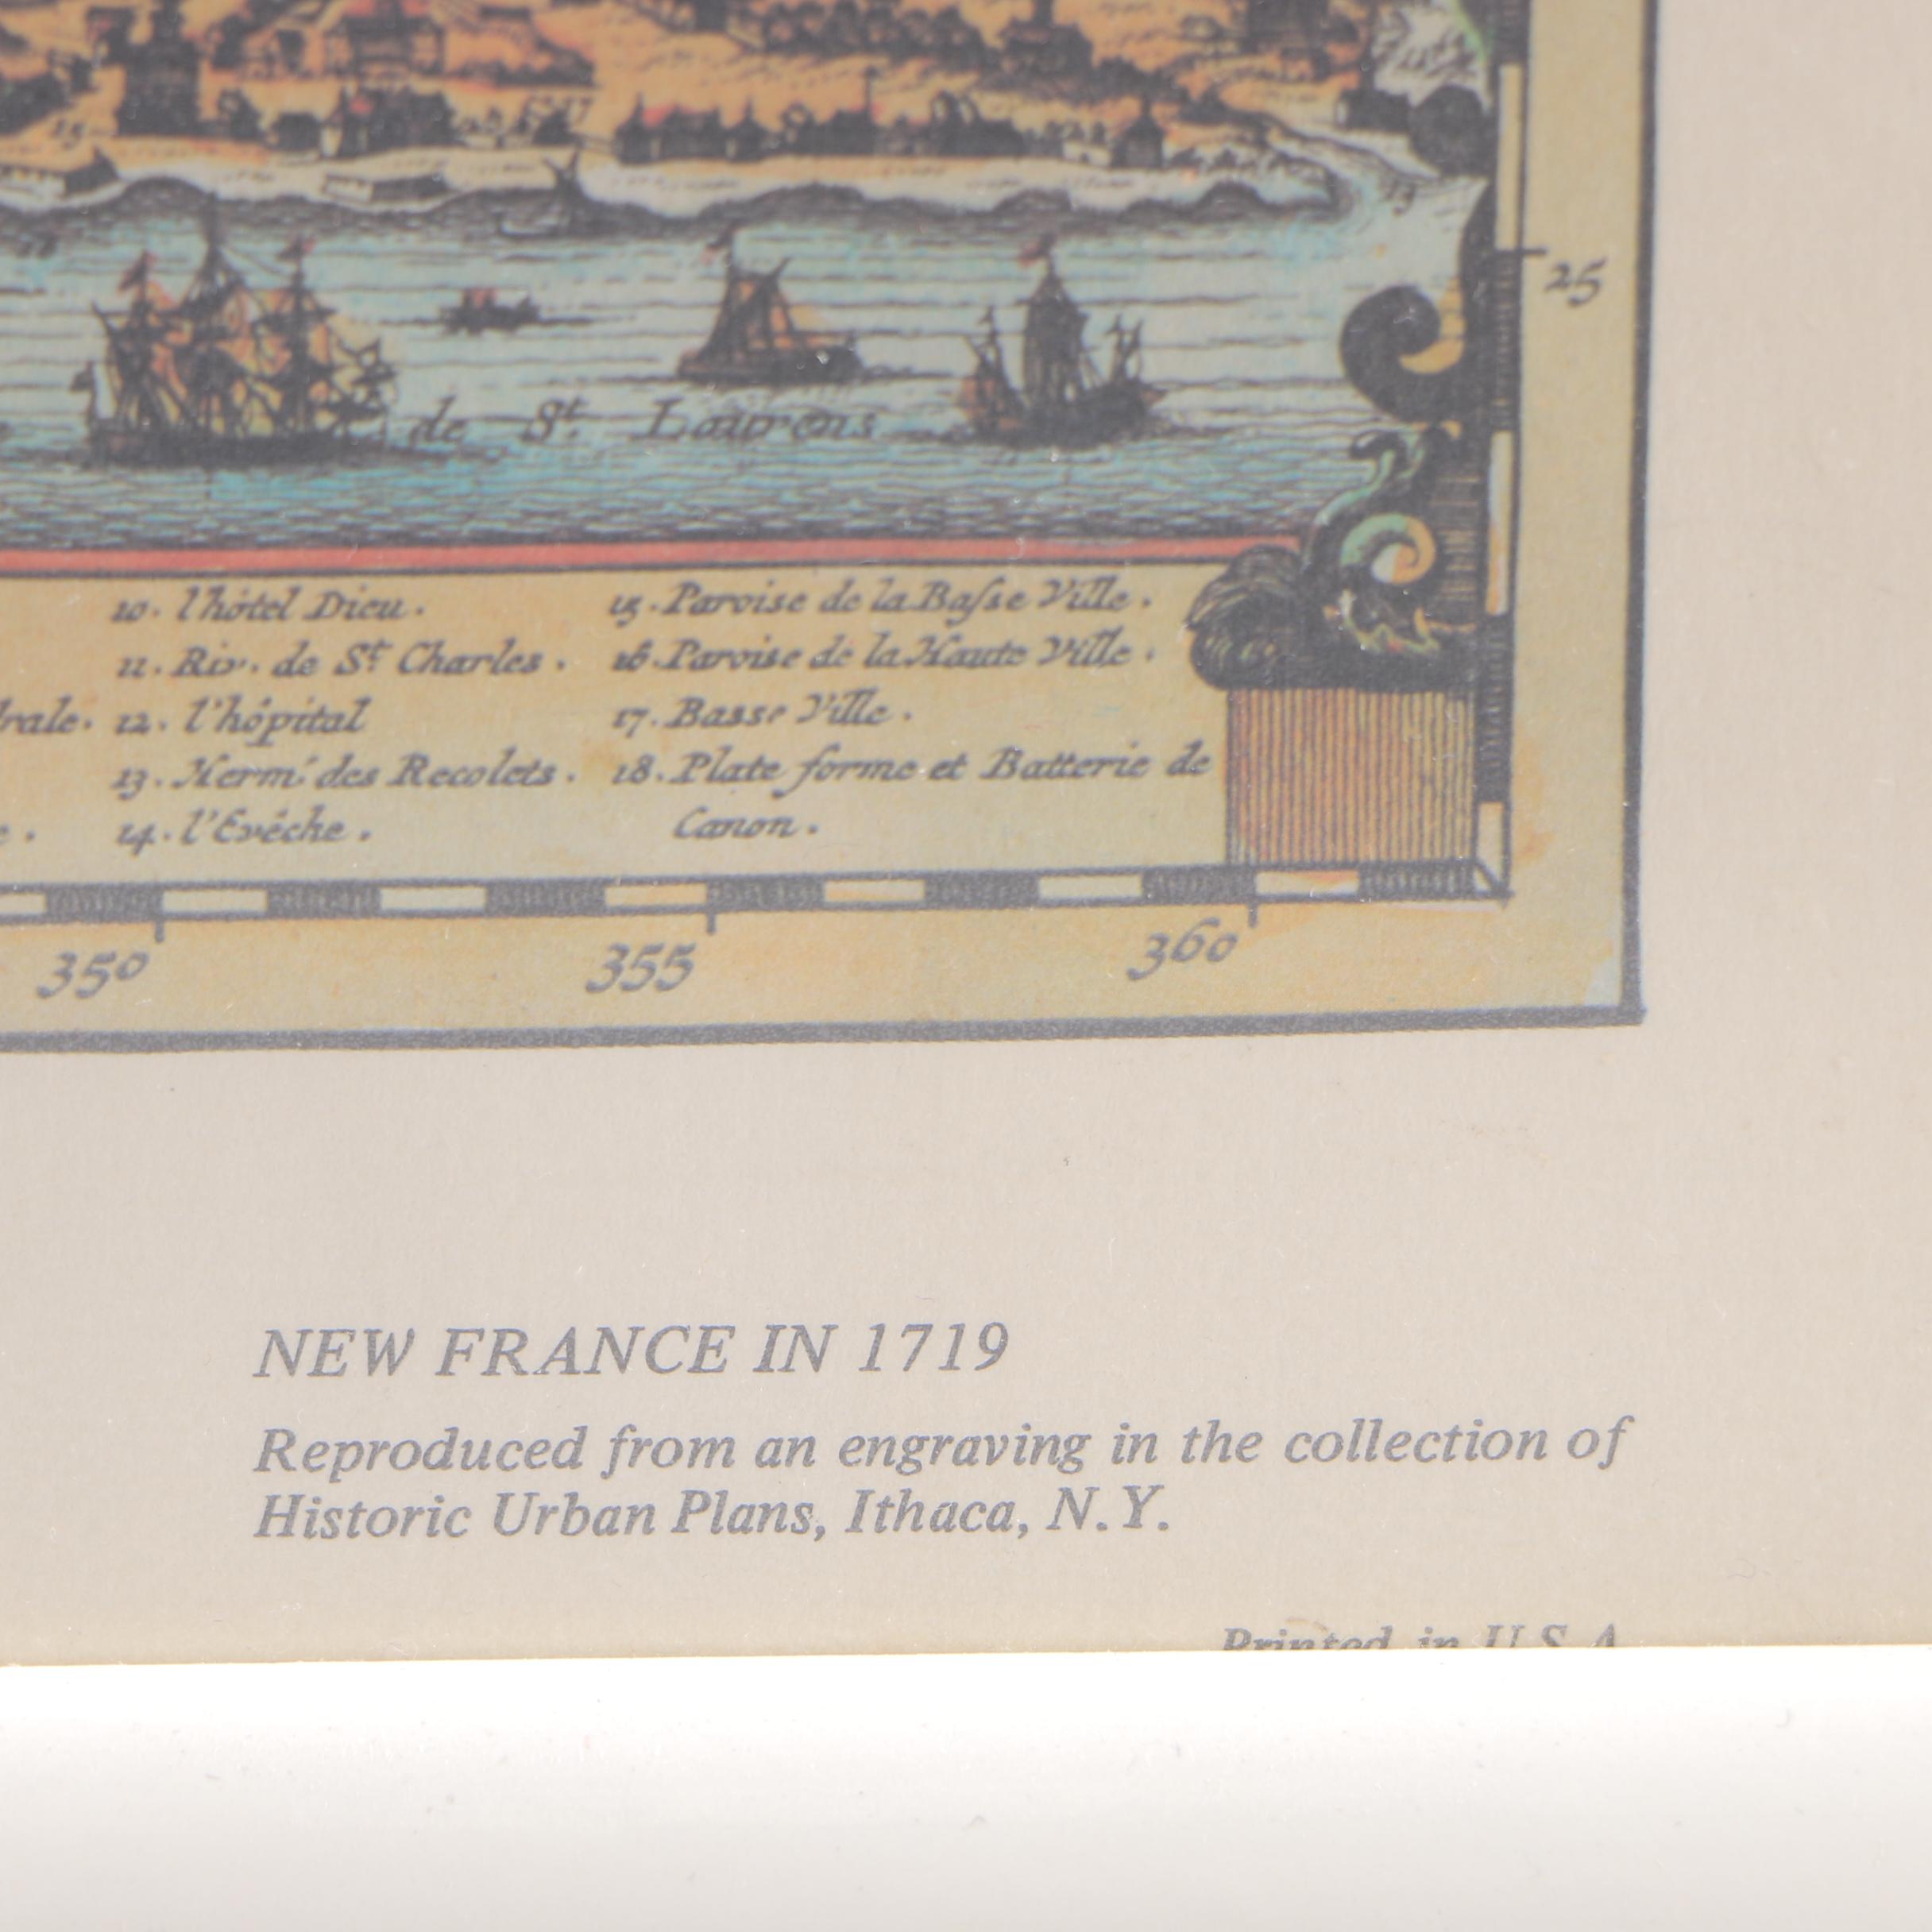 25
de St. Laurens
10. l'hôtel Dieu. 15. Paroise de la Basse Ville.
11. Riv. de St. Charles. 16. Paroise de la Haute Ville.
drale. 12. l'hôpital 17. Basse Ville.
13. Herm. des Recolets. 18. Plate forme et Batterie de
14. l'Evéche. Canon.
350 355 360
NEW FRANCE IN 1719
Reproduced from an engraving in the collection of
Historic Urban Plans, Ithaca, N.Y.
Printed in U.S.A.